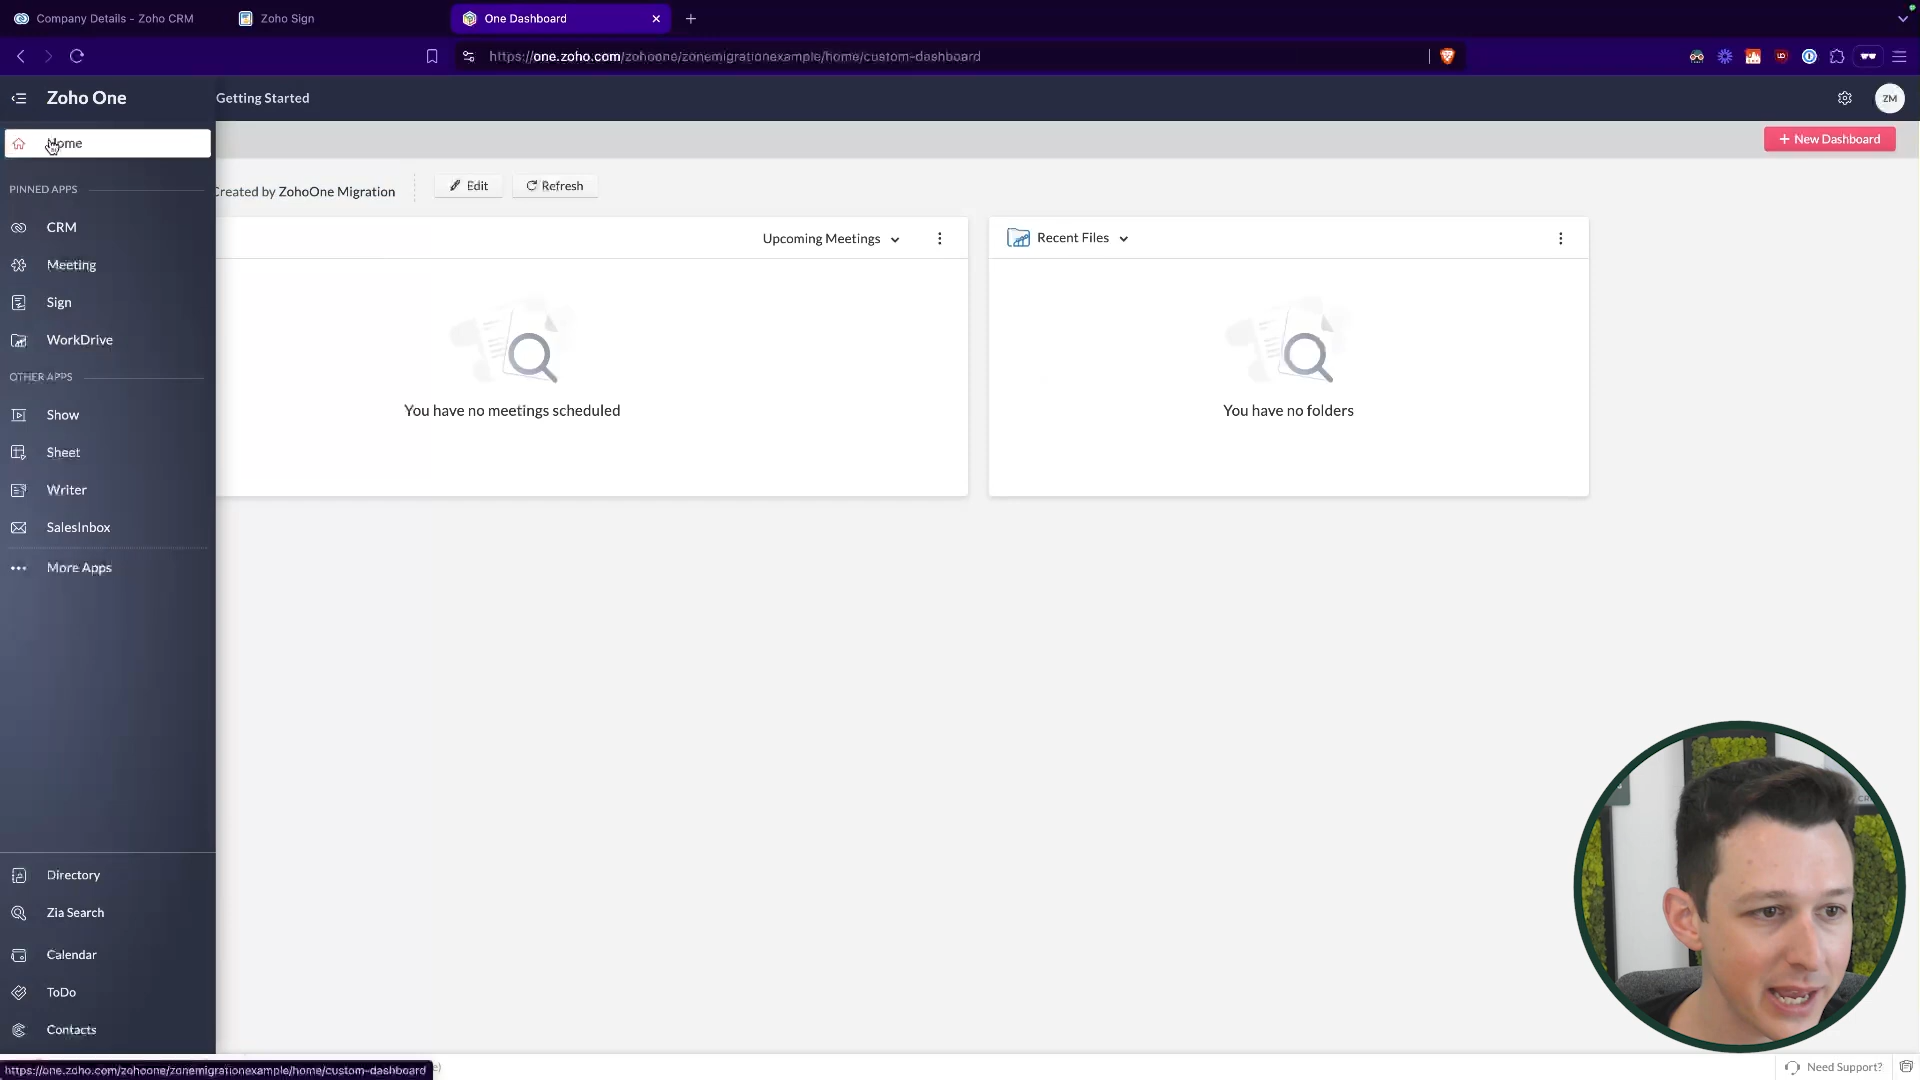 Company Details - Zoho CRM
Zoho Sign
One Dashboard
https://one.zoho.com/zohoone/zonemigrationexample/home/custom-dashboard
Zoho One
Getting Started
ZM
Home
New Dashboard
PINNED APPS
Created by ZohoOne Migration
Edit
Refresh
CRM
Meeting
Sign
WorkDrive
OTHER APPS
Show
Sheet
Writer
SalesInbox
More Apps
Upcoming Meetings
Recent Files
You have no meetings scheduled
You have no folders
Directory
Zia Search
Calendar
ToDo
Contacts
https://one.zoho.com/zohoone/zonemigrationexample/home/custom-dashboard
Need Support?